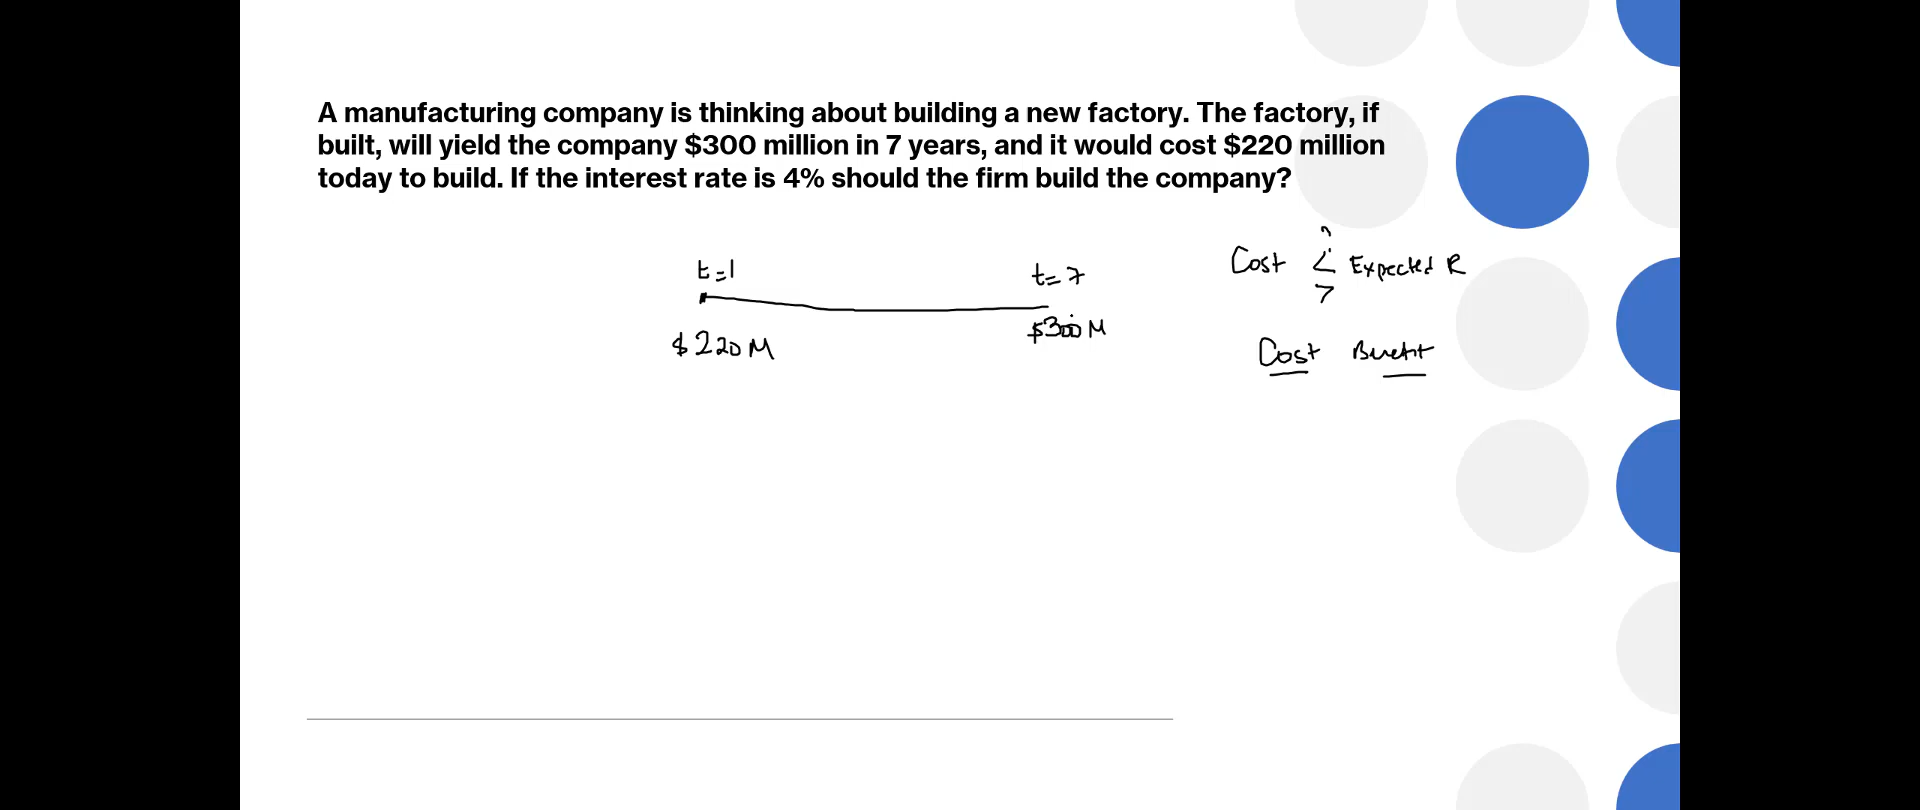 A manufacturing company is thinking about building a new factory. The factory, if
built, will yield the company $300 million in 7 years, and it would cost $220 million
today to build. If the interest rate is 4% should the firm build the company?
t=1
t=7
$220M
$300M
Cost < Expected R
>
Cost Benefit